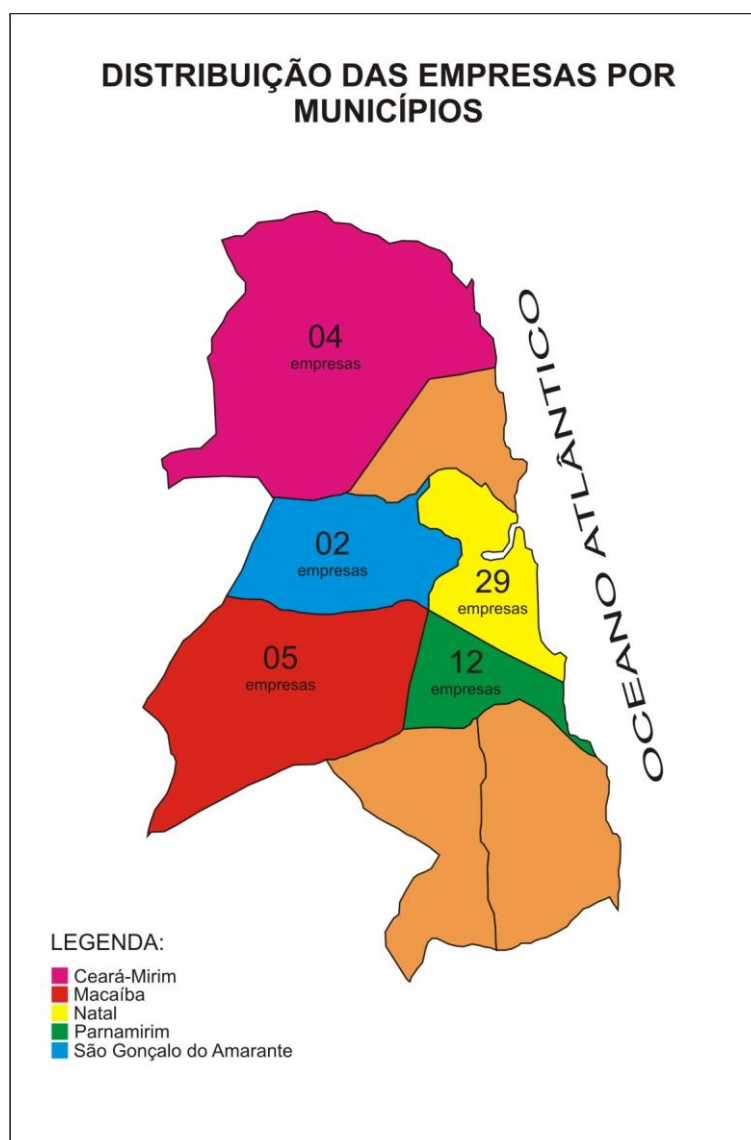 DISTRIBUIÇÃO DAS EMPRESAS POR
MUNICÍPIOS
04
empresas
OCEANO ATLÂNTICO
02
empresas
29
empresas
05
empresas
12
empresas
LEGENDA:
Ceará-Mirim
Macaíba
Natal
Parnamirim
São Gonçalo do Amarante